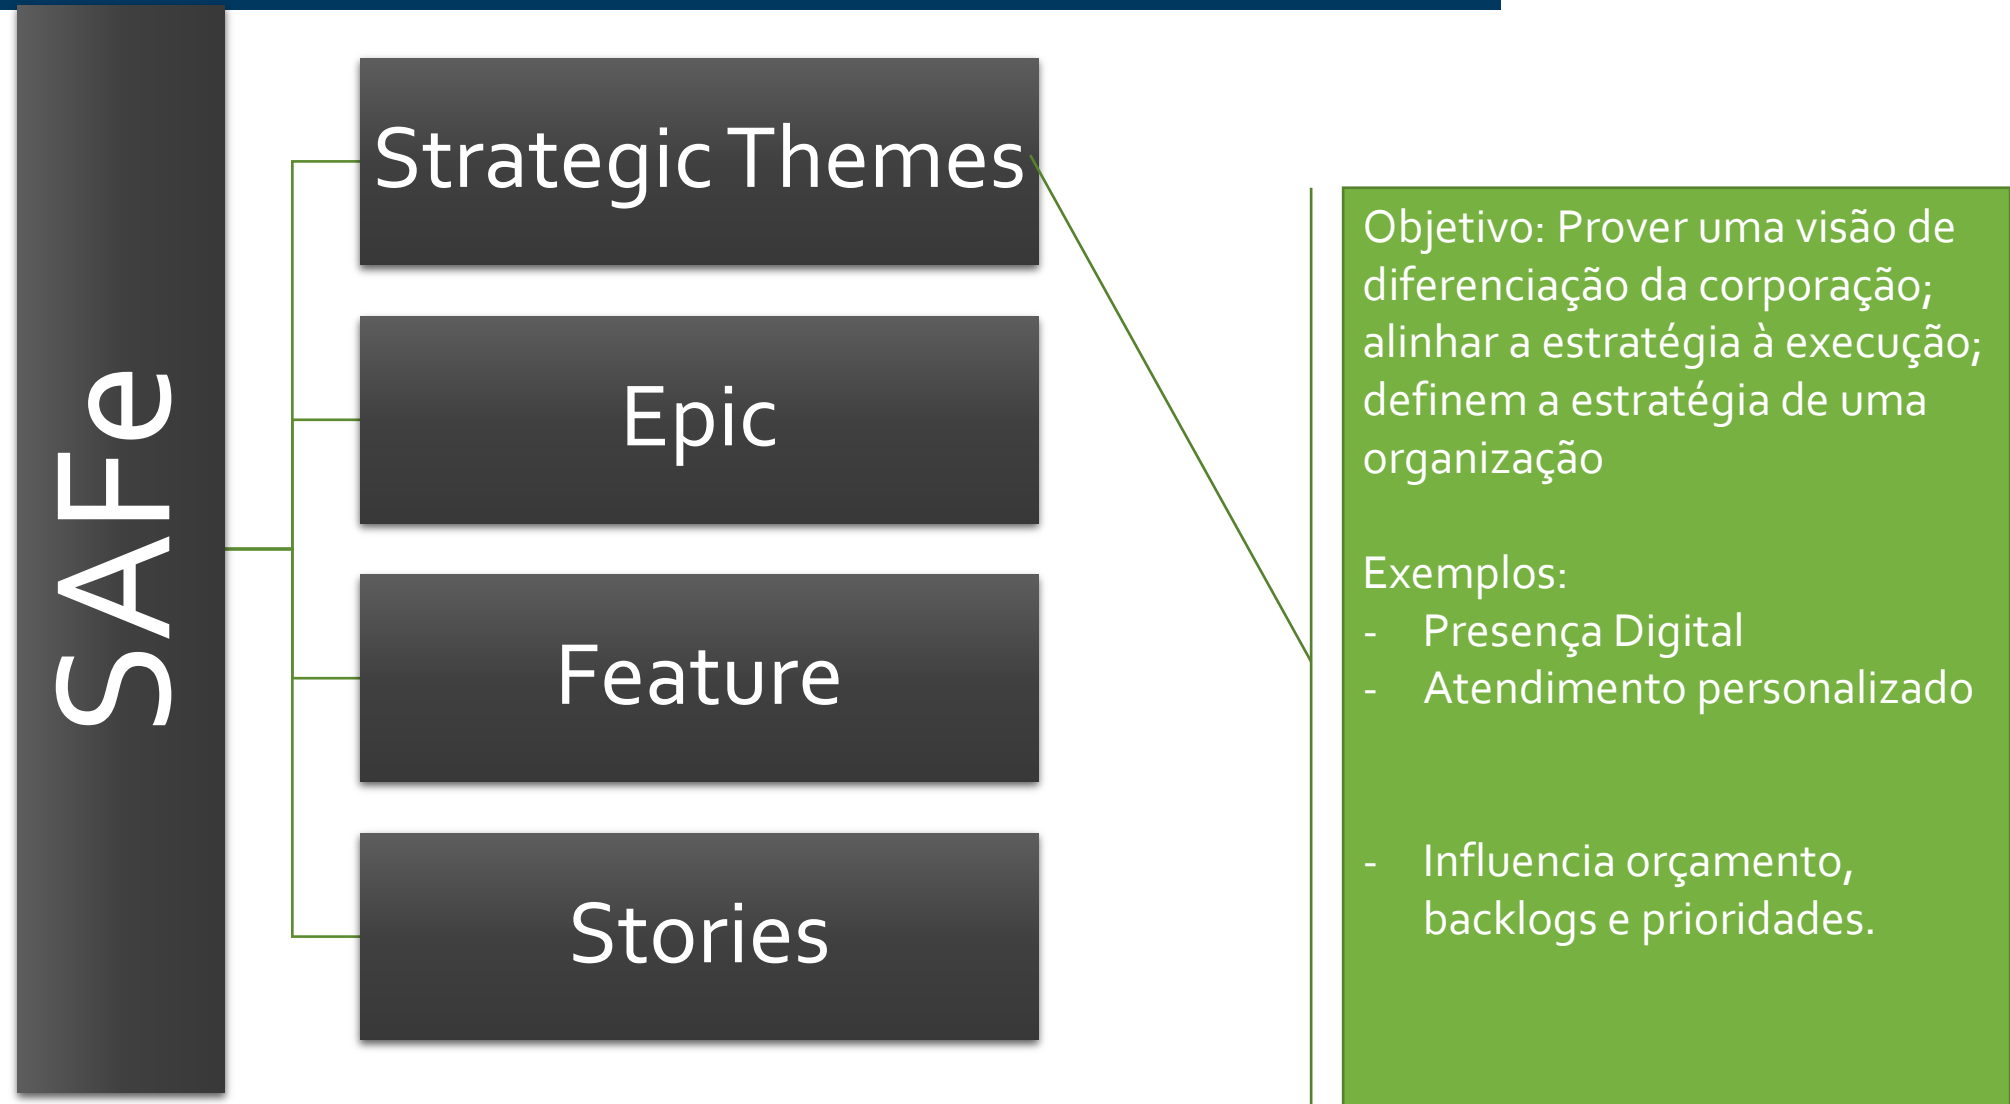 SAFe
Strategic Themes
Epic
Feature
Stories
Objetivo: Prover uma visão de
diferenciação da corporação;
alinhar a estratégia à execução;
definem a estratégia de uma
organização
Exemplos:
- Presença Digital
- Atendimento personalizado
- Influencia orçamento,
backlogs e prioridades.